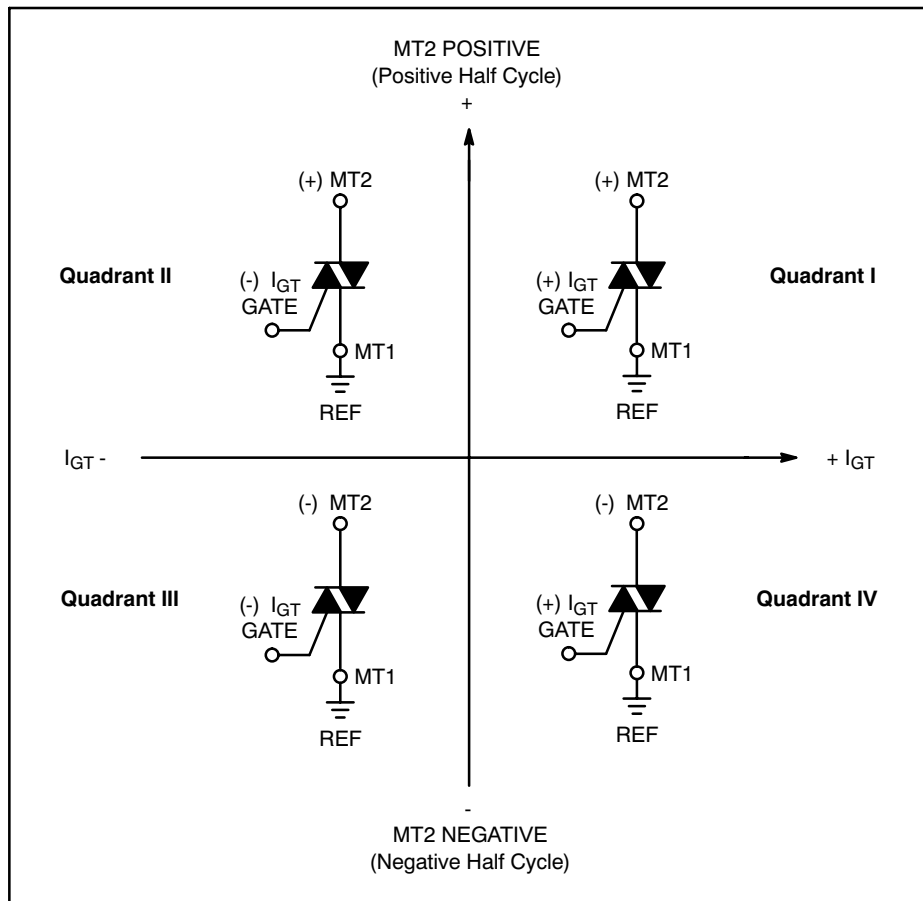 MT2 POSITIVE
(Positive Half Cycle)
+
(+) MT2
(+) MT2
Quadrant II
(-) IGT
GATE
(+) IGT
GATE
Quadrant I
MT1
MT1
REF
REF
IGT -
+ IGT
(-) MT2
(-) MT2
Quadrant III
(-) IGT
GATE
(+) IGT
GATE
Quadrant IV
MT1
MT1
REF
REF
-
MT2 NEGATIVE
(Negative Half Cycle)